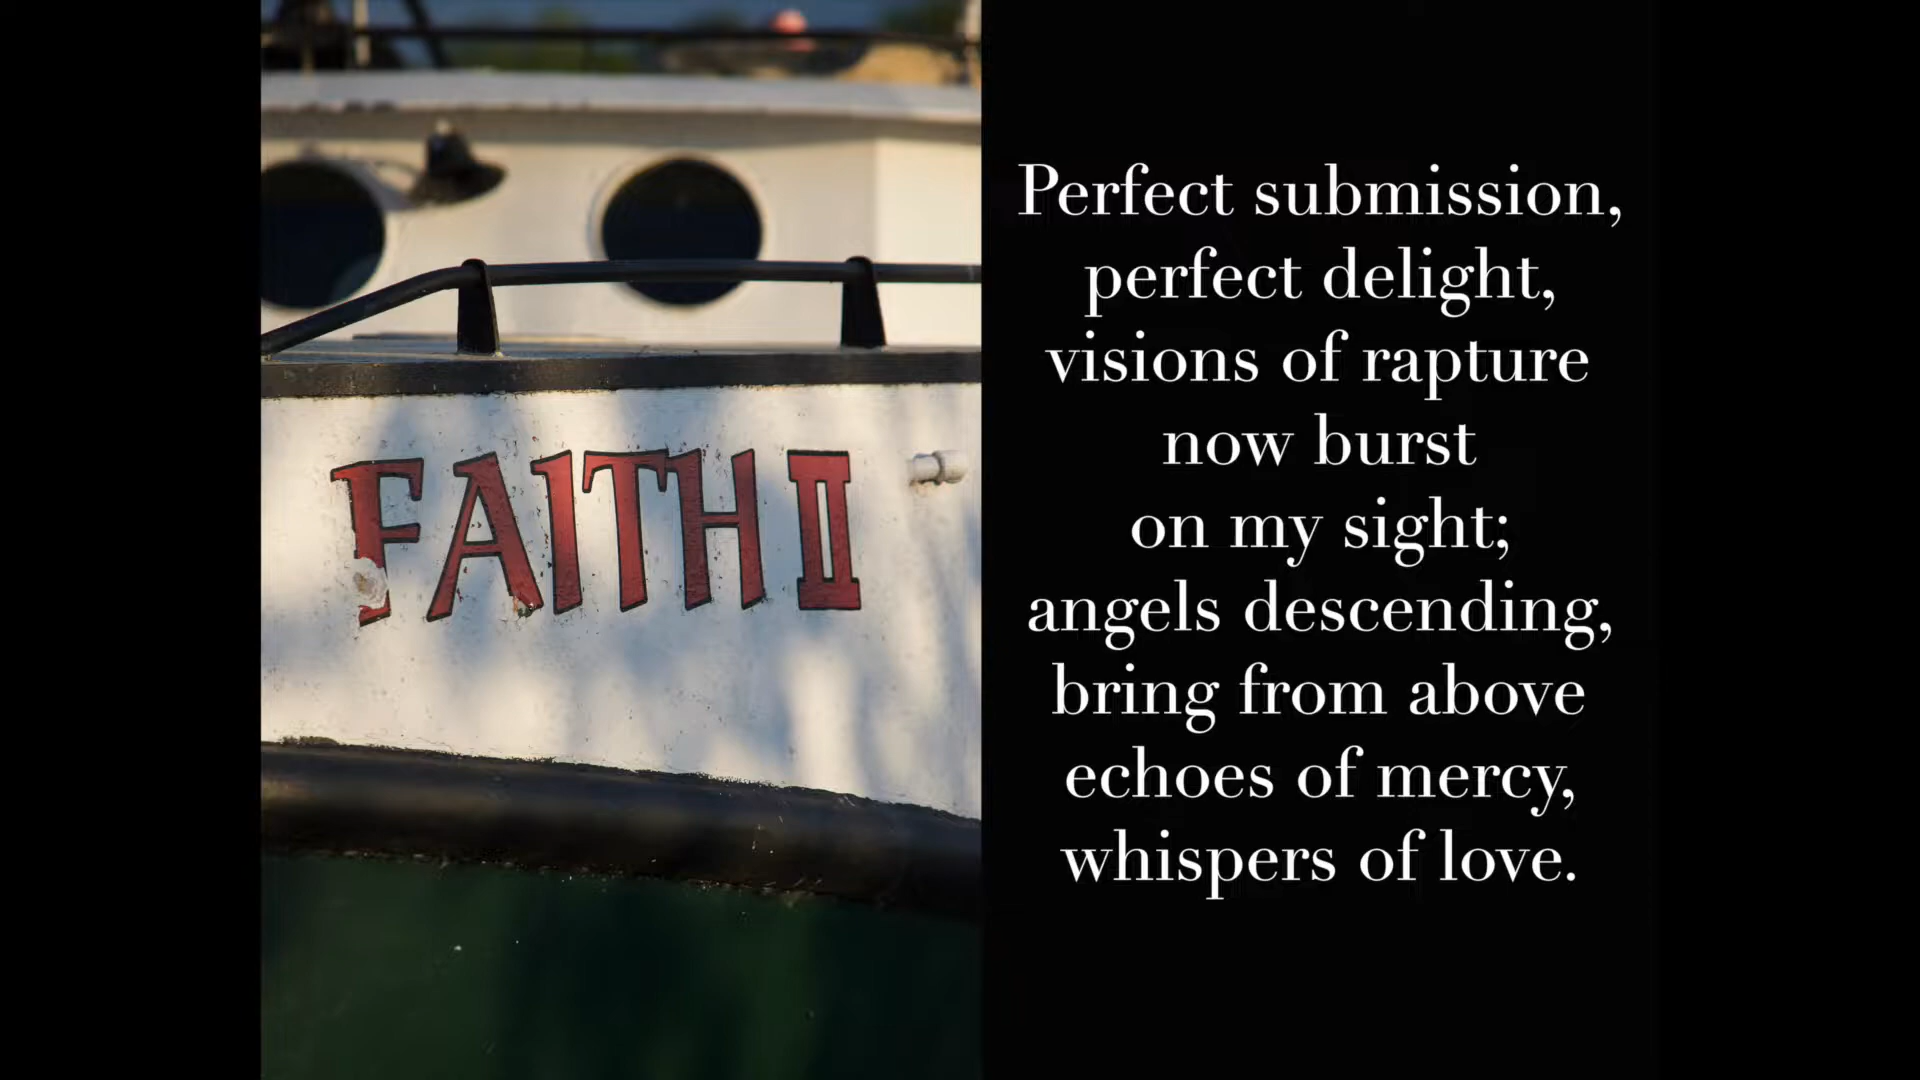 FAITH II
Perfect submission,
perfect delight,
visions of rapture
now burst
on my sight;
angels descending,
bring from above
echoes of mercy,
whispers of love.